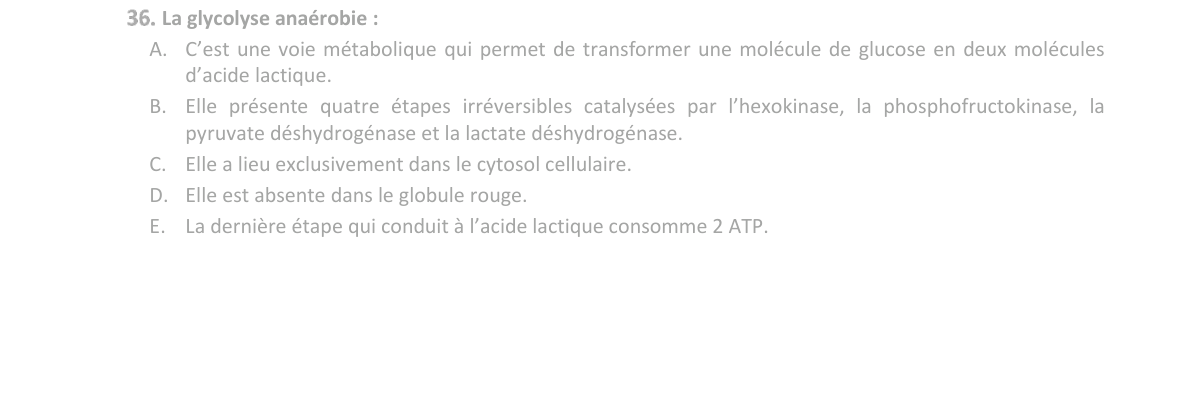 36. La glycolyse anaérobie :
A. C’est une voie métabolique qui permet de transformer une molécule de glucose en deux molécules
d’acide lactique.
B. Elle présente quatre étapes irréversibles catalysées par l’hexokinase, la phosphofructokinase, la
pyruvate déshydrogénase et la lactate déshydrogénase.
C. Elle a lieu exclusivement dans le cytosol cellulaire.
D. Elle est absente dans le globule rouge.
E. La dernière étape qui conduit à l’acide lactique consomme 2 ATP.